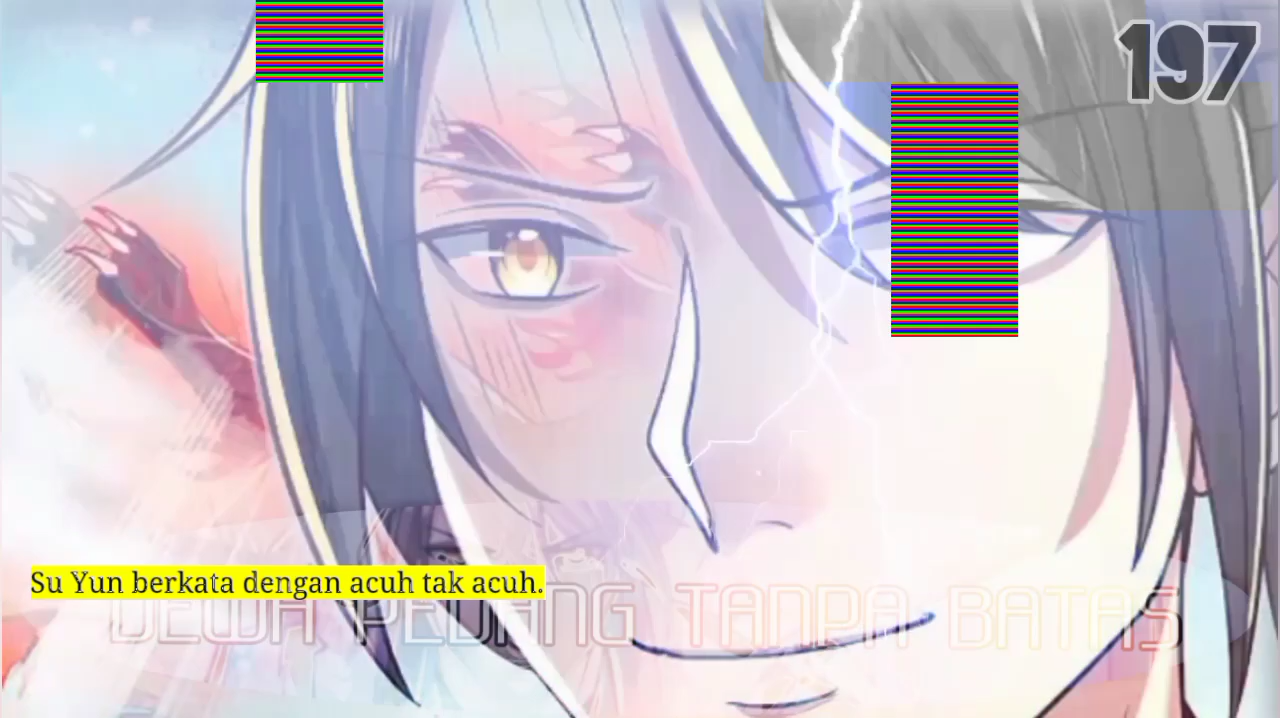 197
Su Yun berkata dengan acuh tak acuh.
DEWA PEDANG TANPA BATAS